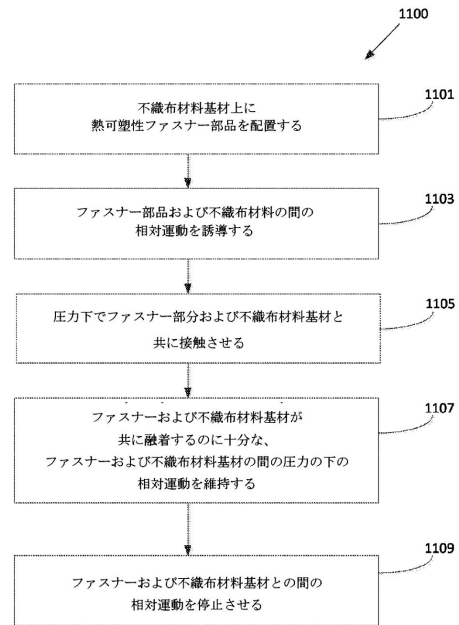 1100
不織布材料基材上に
熱可塑性ファスナー部品を配置する
1101
ファスナー部品および不織布材料の間の
相対運動を誘導する
1103
圧力下でファスナー部分および不織布材料基材と
共に接触させる
1105
ファスナーおよび不織布材料基材が
共に融着するのに十分な、
ファスナーおよび不織布材料基材の間の圧力の下の
相対運動を維持する
1107
ファスナーおよび不織布材料基材との間の
相対運動を停止させる
1109